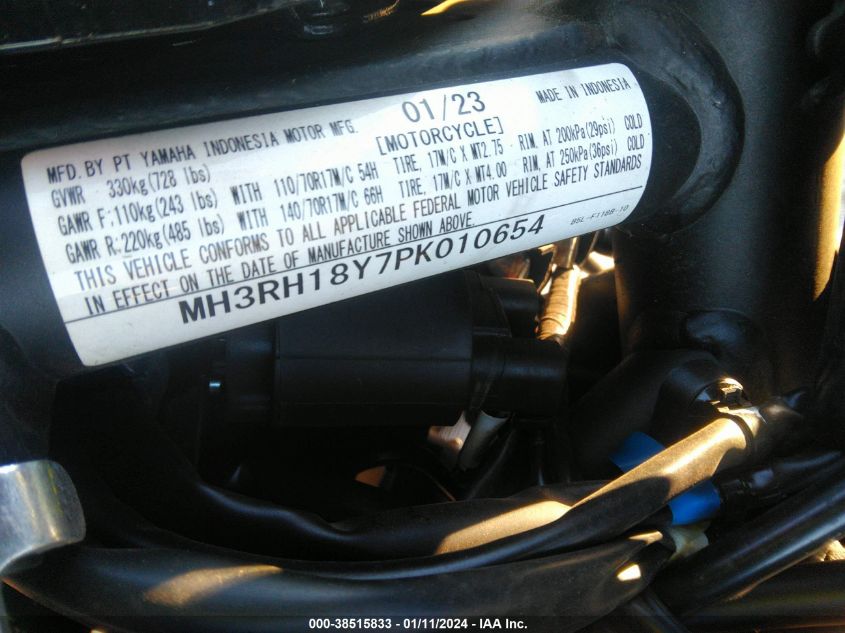 MFD. BY PT YAMAHA INDONESIA MOTOR MFG. 01/23 MADE IN INDONESIA
[MOTORCYCLE]
GVWR 330kg(728 lbs)
GAWR F:110kg(243 lbs) WITH 110/70R17M/C 54H TIRE, 17M/C X MT2.75 RIM, AT 200kPa(29psi) COLD
GAWR R:220kg(485 lbs) WITH 140/70R17M/C 66H TIRE, 17M/C X MT4.00 RIM, AT 250kPa(36psi) COLD
THIS VEHICLE CONFORMS TO ALL APPLICABLE FEDERAL MOTOR VEHICLE SAFETY STANDARDS
IN EFFECT ON THE DATE OF MANUFACTURE SHOWN ABOVE.
MH3RH18Y7PK010654
B5L-F118B-10
000-38515833 - 01/11/2024 - IAA Inc.